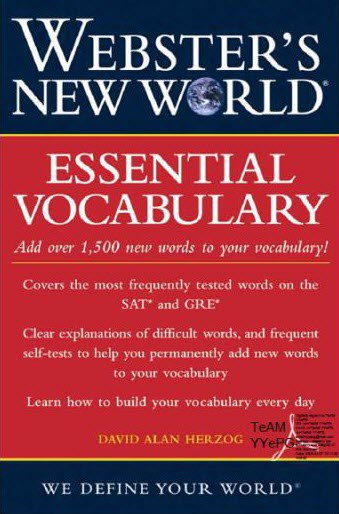 WEBSTER'S
NEW WORLD®
ESSENTIAL
VOCABULARY
Add over 1,500 new words to your vocabulary!
Covers the most frequently tested words on the
SAT* and GRE*
Clear explanations of difficult words, and frequent
self-tests to help you permanently add new words
to your vocabulary
Learn how to build your vocabulary every day
DAVID ALAN HERZOG
TeAM
YYePG
WE DEFINE YOUR WORLD®